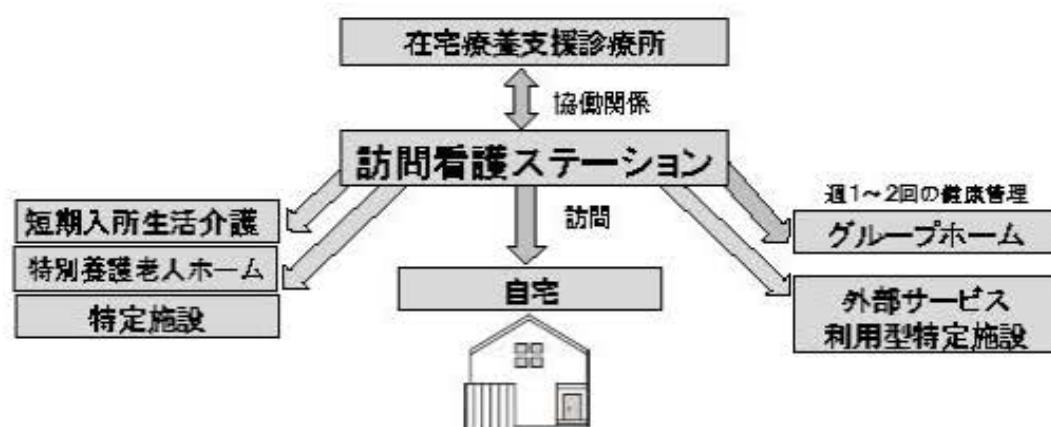 在宅療養支援診療所
協働関係
訪問看護ステーション
訪問
短期入所生活介護
特別養護老人ホーム
特定施設
自宅
週1~2回の健康管理
グループホーム
外部サービス
利用型特定施設